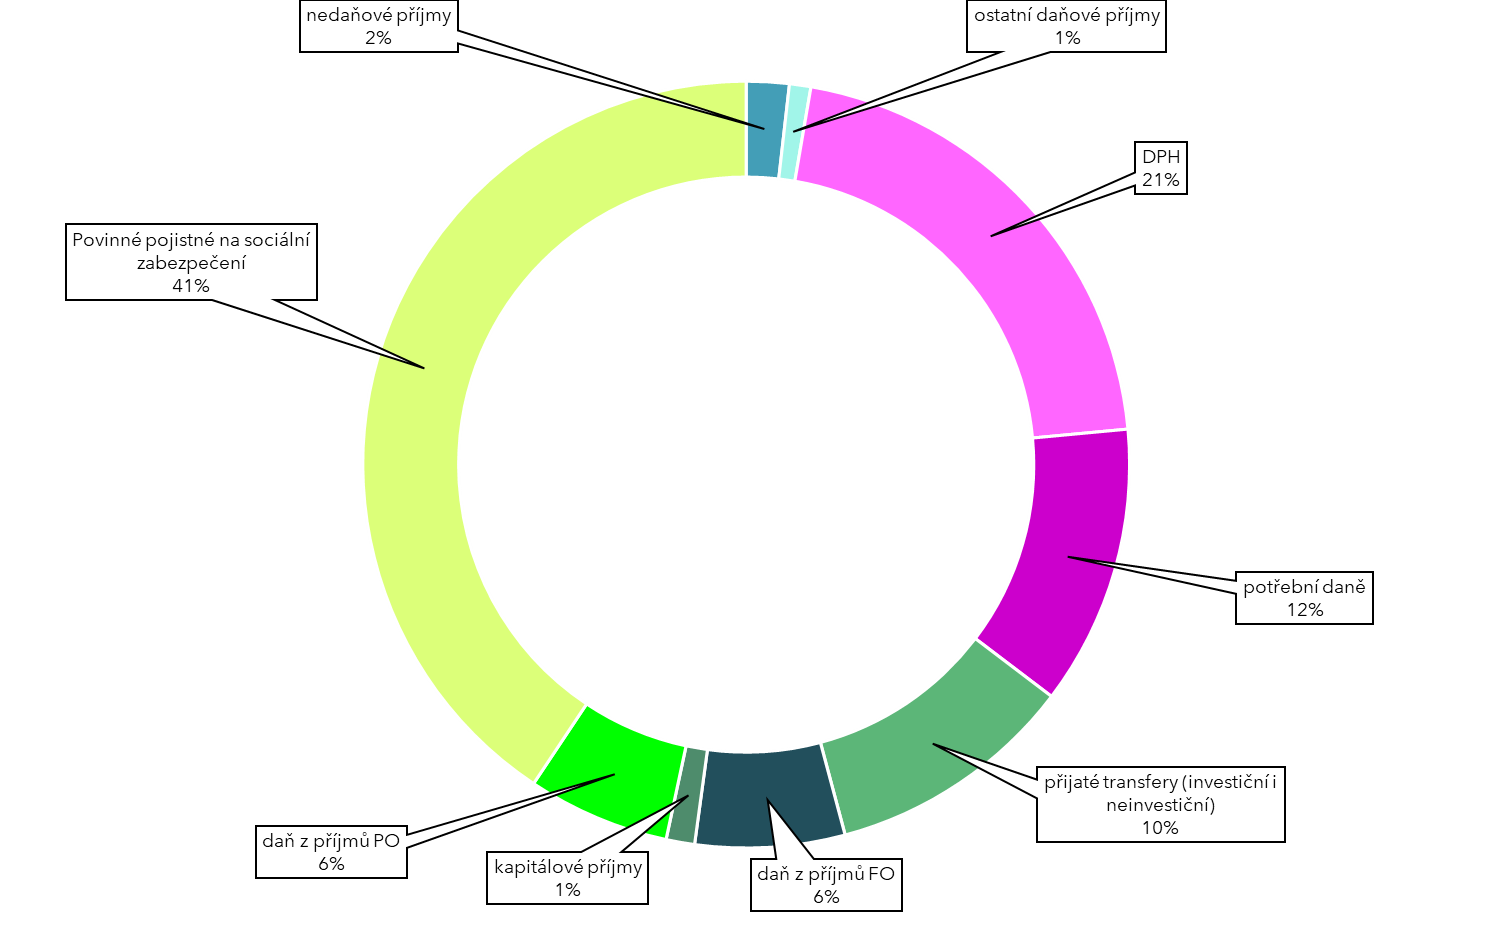 nedaňové příjmy
2%
ostatní daňové příjmy
1%
DPH
21%
Povinné pojistné na sociální
zabezpečení
41%
potřební daně
12%
přijaté transfery (investiční i
neinvestiční)
10%
daň z příjmů PO
6%
kapitálové příjmy
1%
daň z příjmů FO
6%